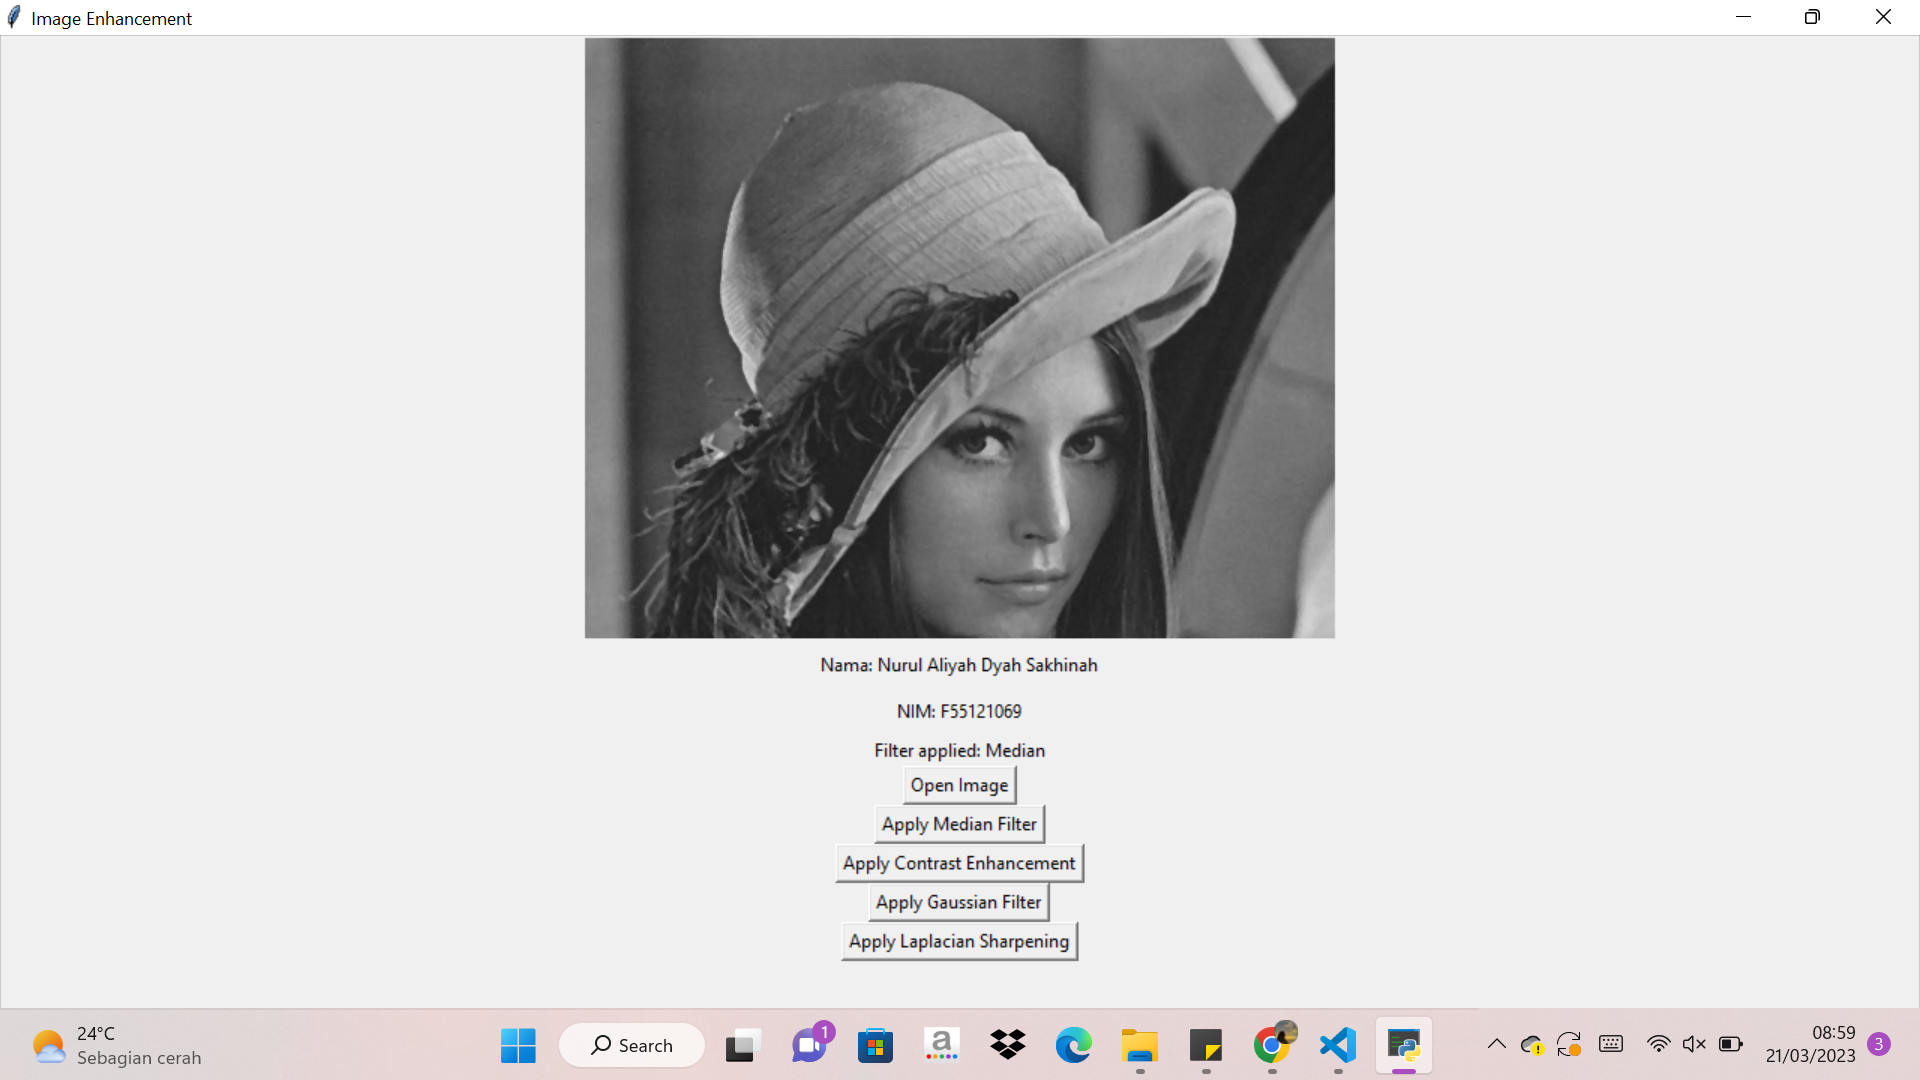 Image Enhancement
Nama: Nurul Aliyah Dyah Sakhinah
NIM: F55121069
Filter applied: Median
Open Image
Apply Median Filter
Apply Contrast Enhancement
Apply Gaussian Filter
Apply Laplacian Sharpening
24°C
Sebagian cerah
Search
1
a
08:59
21/03/2023
3